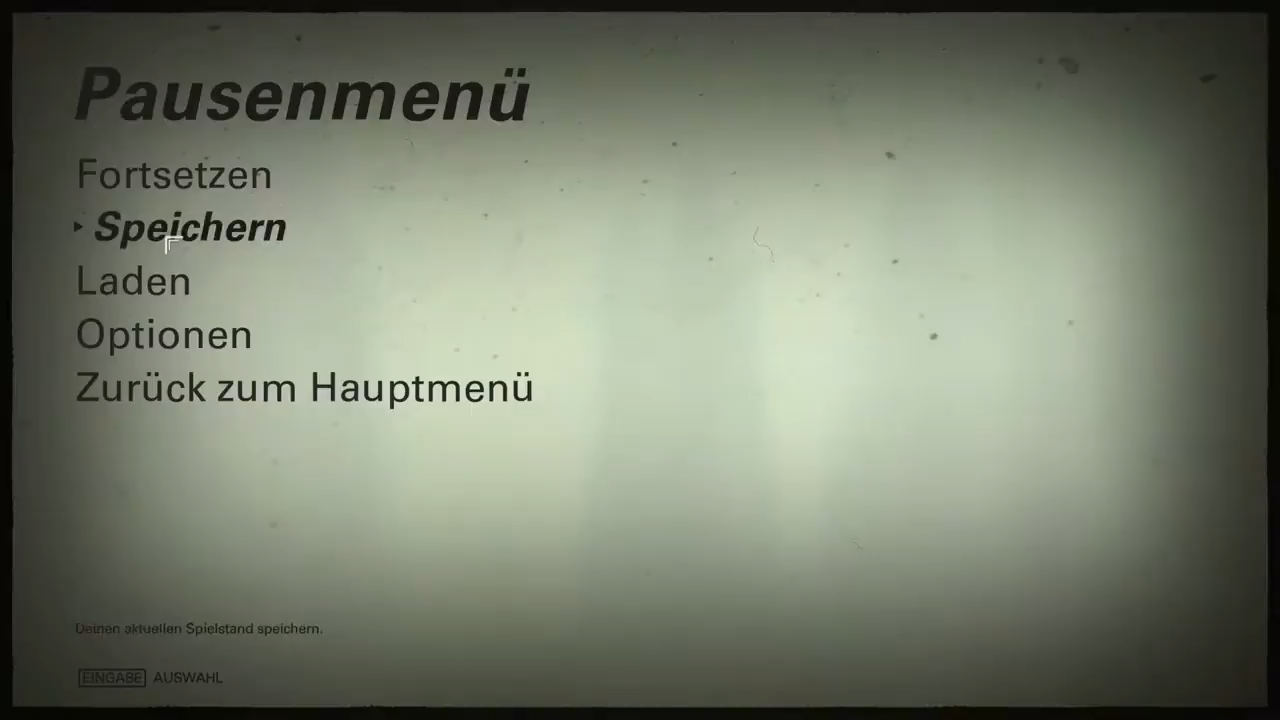 Pausenmenü
Fortsetzen
Speichern
Laden
Optionen
Zurück zum Hauptmenü
Deinen aktuellen Spielstand speichern.
EINGABE AUSWAHL